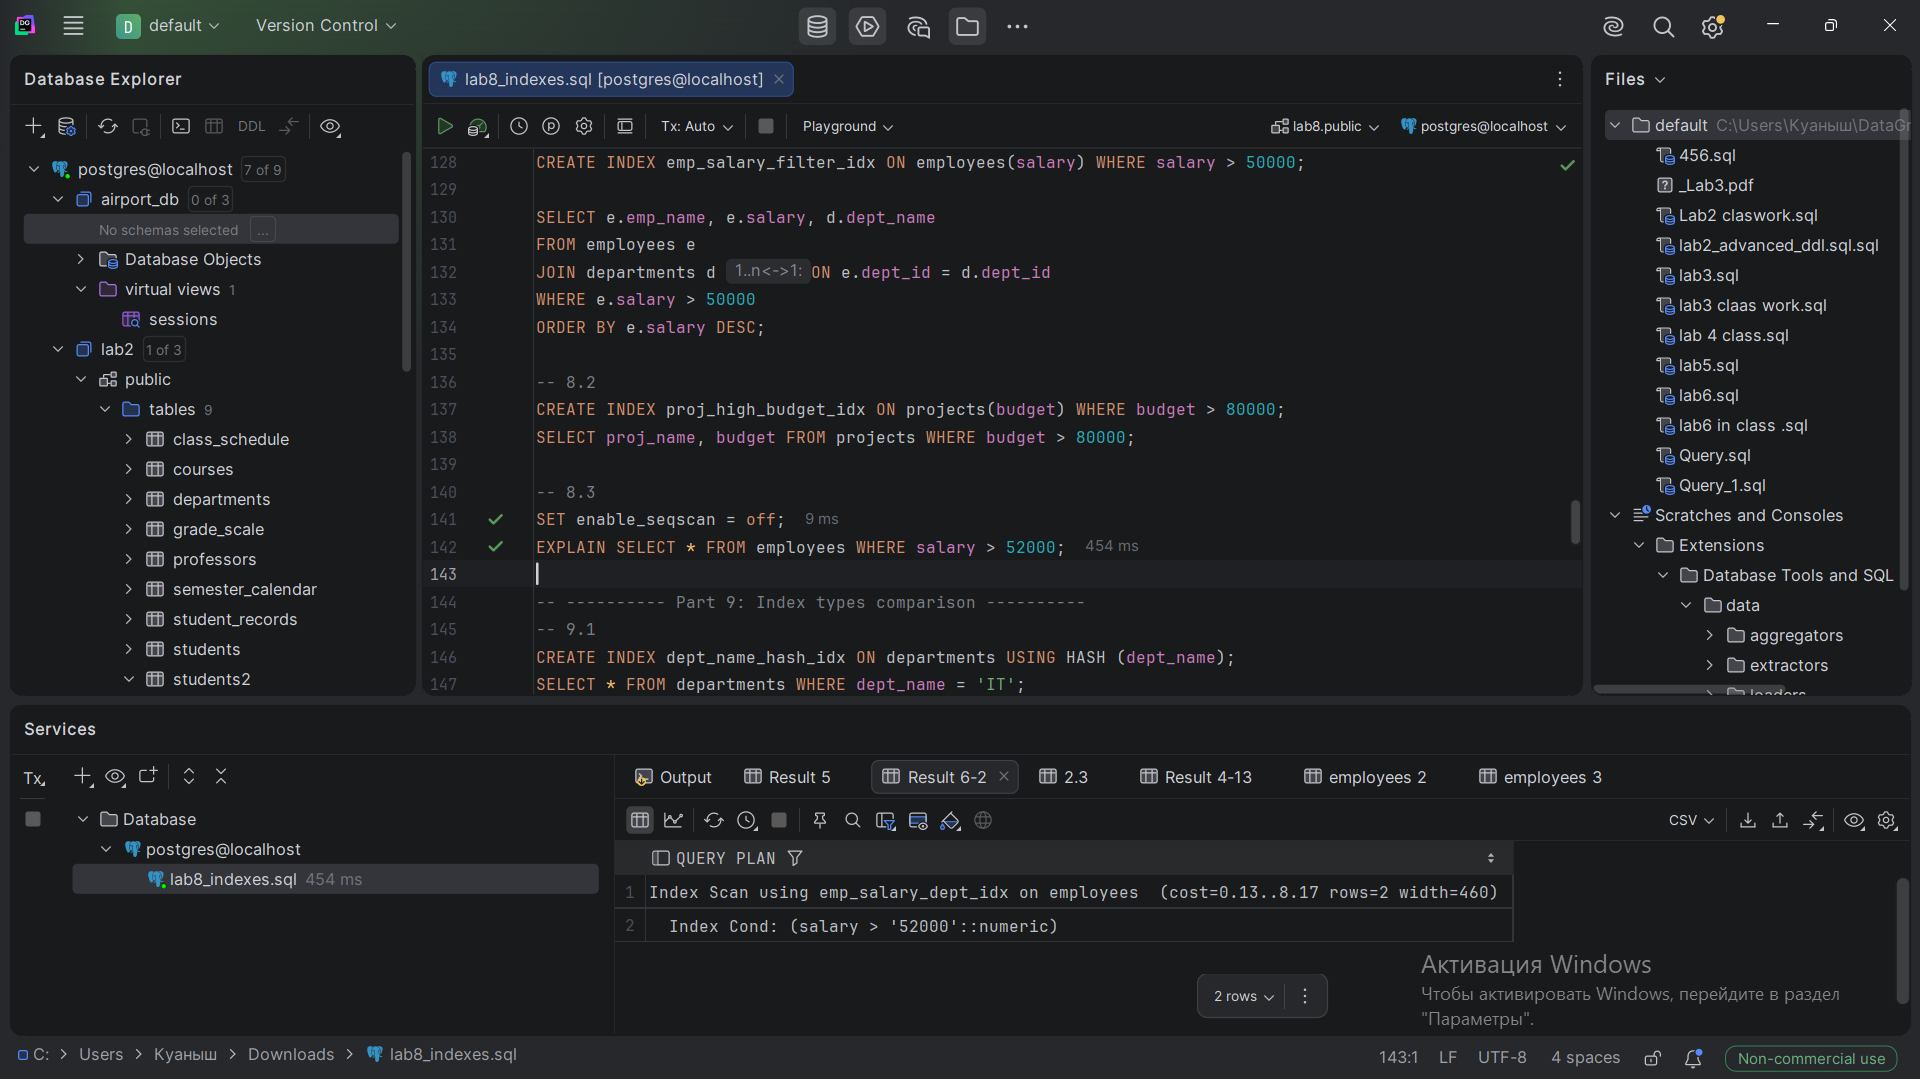 D default
Version Control
Database Explorer
DDL
postgres@localhost 7 of 9
airport_db 0 of 3
No schemas selected ...
Database Objects
virtual views 1
sessions
lab2 1 of 3
public
tables 9
class_schedule
courses
departments
grade_scale
professors
semester_calendar
student_records
students
students2
lab8_indexes.sql [postgres@localhost]
Tx: Auto
Playground
lab8.public
postgres@localhost
128 CREATE INDEX emp_salary_filter_idx ON employees(salary) WHERE salary > 50000;
129
130 SELECT e.emp_name, e.salary, d.dept_name
131 FROM employees e
132 JOIN departments d 1..n<->1: ON e.dept_id = d.dept_id
133 WHERE e.salary > 50000
134 ORDER BY e.salary DESC;
135
136 -- 8.2
137 CREATE INDEX proj_high_budget_idx ON projects(budget) WHERE budget > 80000;
138 SELECT proj_name, budget FROM projects WHERE budget > 80000;
139
140 -- 8.3
141 SET enable_seqscan = off; 9 ms
142 EXPLAIN SELECT * FROM employees WHERE salary > 52000; 454 ms
143
144 -- ---------- Part 9: Index types comparison ----------
145 -- 9.1
146 CREATE INDEX dept_name_hash_idx ON departments USING HASH (dept_name);
147 SELECT * FROM departments WHERE dept_name = 'IT';
Files
default C:\Users\Куаныш\DataGr
456.sql
_Lab3.pdf
Lab2 claswork.sql
lab2_advanced_ddl.sql.sql
lab3.sql
lab3 claas work.sql
lab 4 class.sql
lab5.sql
lab6.sql
lab6 in class .sql
Query.sql
Query_1.sql
Scratches and Consoles
Extensions
Database Tools and SQL
data
aggregators
extractors
loaders
Services
Tx
Database
postgres@localhost
lab8_indexes.sql 454 ms
Output
Result 5
Result 6-2
2.3
Result 4-13
employees 2
employees 3
CSV
QUERY PLAN
1 Index Scan using emp_salary_dept_idx on employees (cost=0.13..8.17 rows=2 width=460)
2 Index Cond: (salary > '52000'::numeric)
2 rows
Активация Windows
Чтобы активировать Windows, перейдите в раздел
"Параметры".
C: > Users > Куаныш > Downloads > lab8_indexes.sql
143:1 LF UTF-8 4 spaces
Non-commercial use